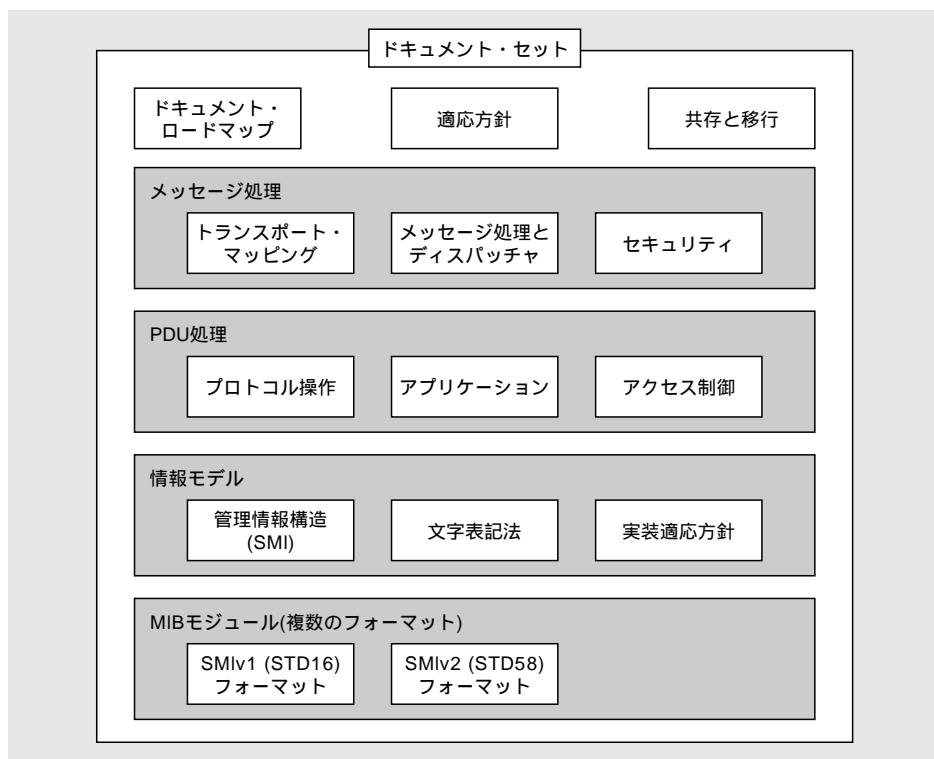 ドキュメント・セット
ドキュメント・
ロードマップ
適応方針
共存と移行
メッセージ処理
トランスポート・
マッピング
メッセージ処理と
ディスパッチャ
セキュリティ
PDU処理
プロトコル操作
アプリケーション
アクセス制御
情報モデル
管理情報構造
(SMI)
文字表記法
実装適応方針
MIBモジュール(複数のフォーマット)
SMIv1 (STD16)
フォーマット
SMIv2 (STD58)
フォーマット